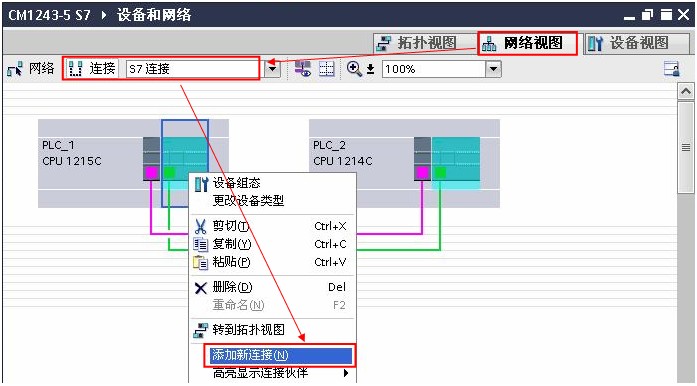 CM1243-5 S7 ▸ 设备和网络
拓扑视图 网络视图 设备视图
网络 连接 S7 连接 100%
PLC_1
CPU 1215C
PLC_2
CPU 1214C
设备组态
更改设备类型
剪切(T) Ctrl+X
复制(Y) Ctrl+C
粘贴(P) Ctrl+V
删除(D) Del
重命名(N) F2
转到拓扑视图
添加新连接(N)
高亮显示连接伙伴